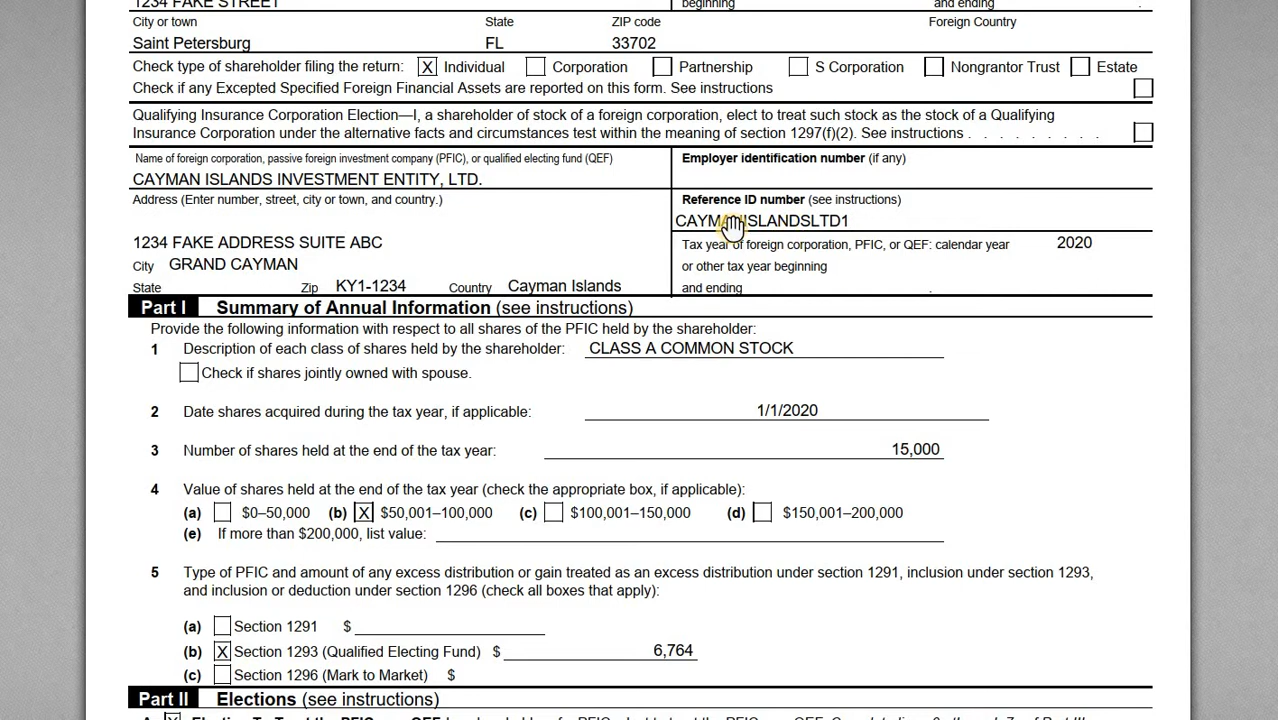 1234 FAKE STREET
beginning and ending .
City or town State ZIP code Foreign Country
Saint Petersburg FL 33702
Check type of shareholder filing the return: X Individual Corporation Partnership S Corporation Nongrantor Trust Estate
Check if any Excepted Specified Foreign Financial Assets are reported on this form. See instructions
Qualifying Insurance Corporation Election—I, a shareholder of stock of a foreign corporation, elect to treat such stock as the stock of a Qualifying
Insurance Corporation under the alternative facts and circumstances test within the meaning of section 1297(f)(2). See instructions . . . . . . . . .
Name of foreign corporation, passive foreign investment company (PFIC), or qualified electing fund (QEF)
CAYMAN ISLANDS INVESTMENT ENTITY, LTD.
Employer identification number (if any)
Address (Enter number, street, city or town, and country.)
1234 FAKE ADDRESS SUITE ABC
City GRAND CAYMAN
State Zip KY1-1234 Country Cayman Islands
Reference ID number (see instructions)
CAYMANISLANDSLTD1
Tax year of foreign corporation, PFIC, or QEF: calendar year 2020
or other tax year beginning
and ending .
Part I Summary of Annual Information (see instructions)
Provide the following information with respect to all shares of the PFIC held by the shareholder:
1 Description of each class of shares held by the shareholder: CLASS A COMMON STOCK
Check if shares jointly owned with spouse.
2 Date shares acquired during the tax year, if applicable: 1/1/2020
3 Number of shares held at the end of the tax year: 15,000
4 Value of shares held at the end of the tax year (check the appropriate box, if applicable):
(a) $0–50,000 (b) X $50,001–100,000 (c) $100,001–150,000 (d) $150,001–200,000
(e) If more than $200,000, list value:
5 Type of PFIC and amount of any excess distribution or gain treated as an excess distribution under section 1291, inclusion under section 1293,
and inclusion or deduction under section 1296 (check all boxes that apply):
(a) Section 1291 $
(b) X Section 1293 (Qualified Electing Fund) $ 6,764
(c) Section 1296 (Mark to Market) $
Part II Elections (see instructions)